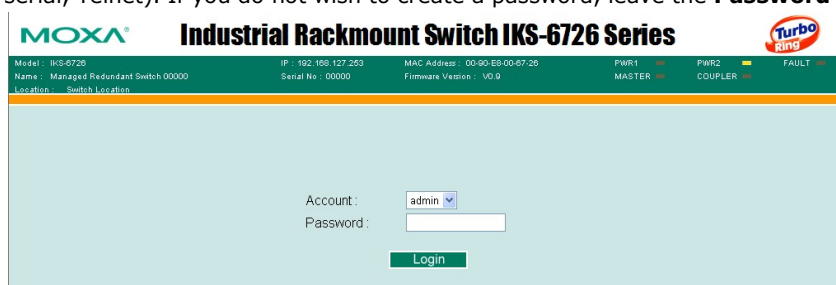 serial, Telnet). If you do not wish to create a password, leave the Password
MOXA® Industrial Rackmount Switch IKS-6726 Series
Turbo Ring
Model : IKS-6726 IP : 192.168.127.253 MAC Address : 00-90-E8-00-67-26 PWR1 PWR2 FAULT
Name : Managed Redundant Switch 00000 Serial No : 00000 Firmware Version : V0.9 MASTER COUPLER
Location : Switch Location
Account : admin
Password :
Login